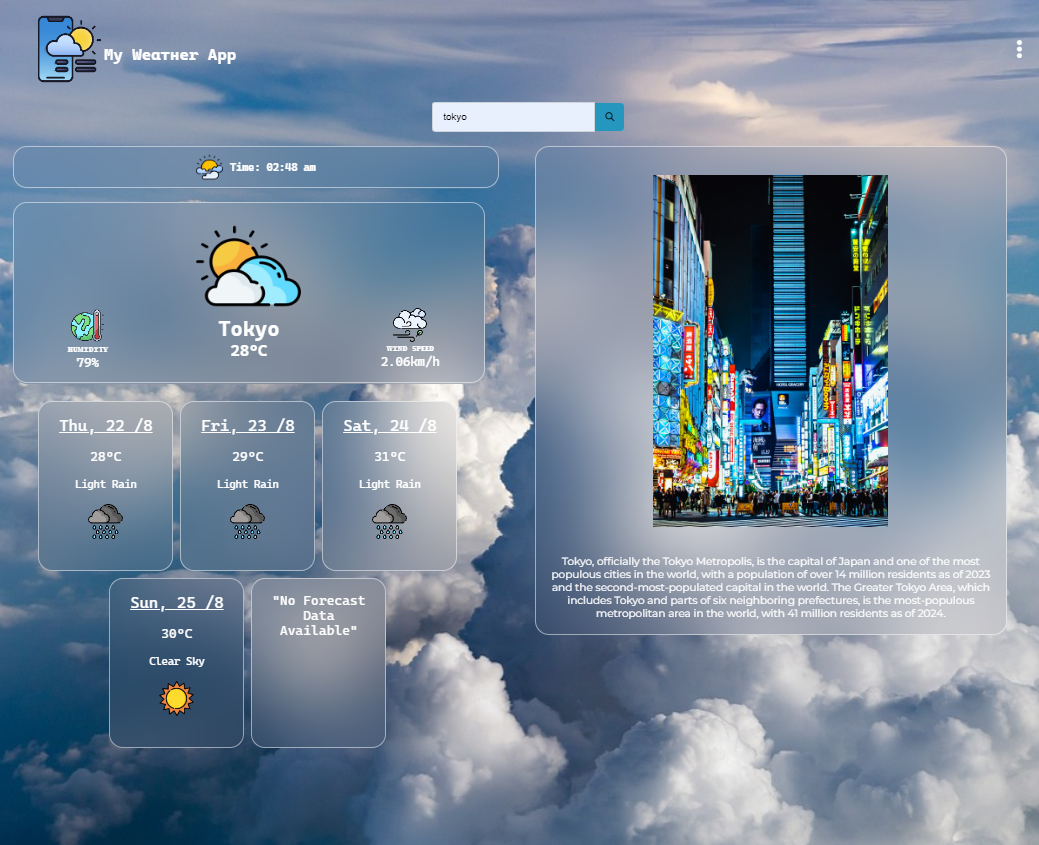 My Weather App
tokyo
Time: 02:48 am
Tokyo
28°C
HUMIDITY
79%
WIND SPEED
2.06km/h
Thu, 22 /8
28°C
Light Rain
Fri, 23 /8
29°C
Light Rain
Sat, 24 /8
31°C
Light Rain
Sun, 25 /8
30°C
Clear Sky
"No Forecast
Data
Available"
HOTEL GRACERY
Tokyo, officially the Tokyo Metropolis, is the capital of Japan and one of the most
populous cities in the world, with a population of over 14 million residents as of 2023
and the second-most-populated capital in the world. The Greater Tokyo Area, which
includes Tokyo and parts of six neighboring prefectures, is the most-populous
metropolitan area in the world, with 41 million residents as of 2024.